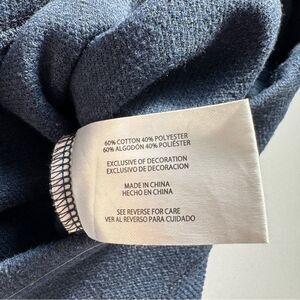 60% COTTON 40% POLYESTER
60% ALGODÓN 40% POLIÉSTER
EXCLUSIVE OF DECORATION
EXCLUSIVO DE DECORACION
MADE IN CHINA
HECHO EN CHINA
SEE REVERSE FOR CARE
VER AL REVERSO PARA CUIDADO